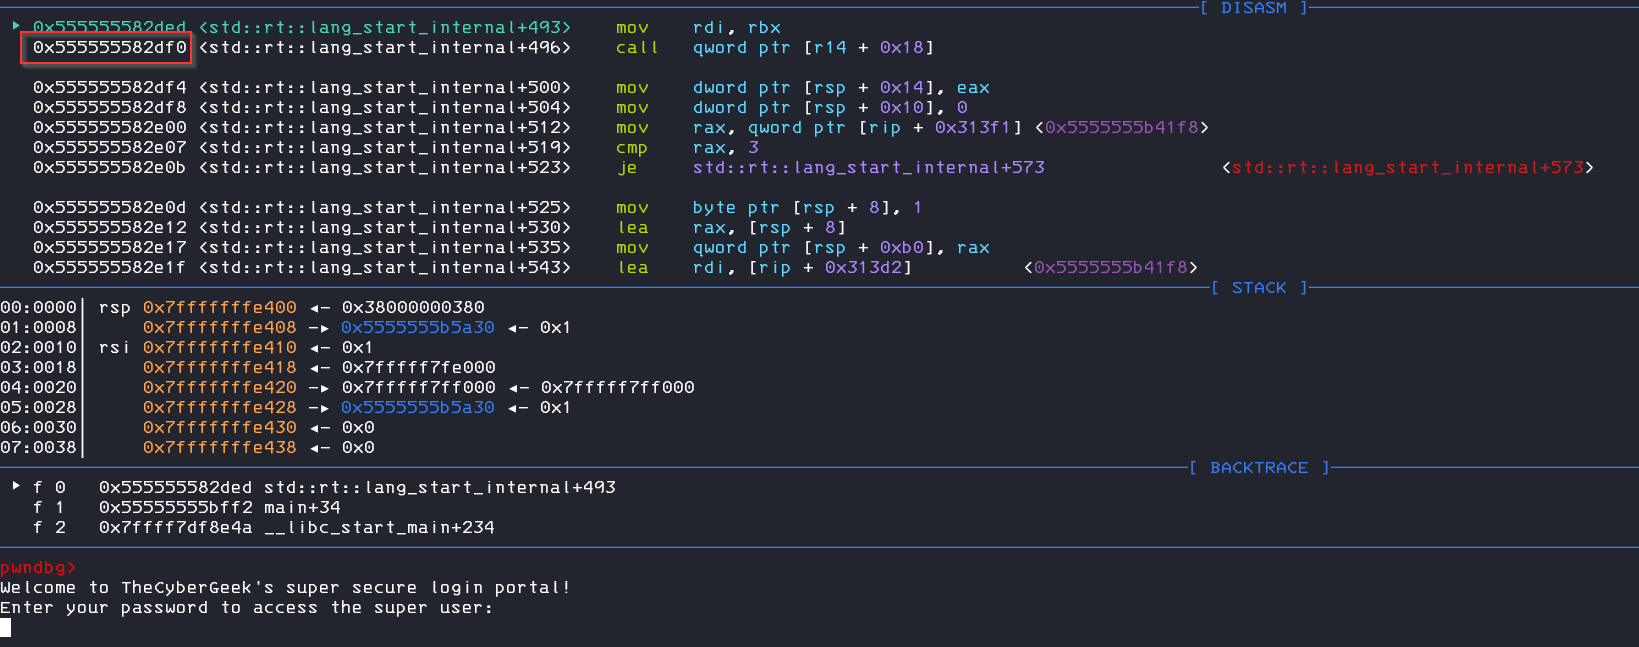 [ DISASM ]
► 0x555555582ded <std::rt::lang_start_internal+493> mov rdi, rbx
0x555555582df0 <std::rt::lang_start_internal+496> call qword ptr [r14 + 0x18]
0x555555582df4 <std::rt::lang_start_internal+500> mov dword ptr [rsp + 0x14], eax
0x555555582df8 <std::rt::lang_start_internal+504> mov dword ptr [rsp + 0x10], 0
0x555555582e00 <std::rt::lang_start_internal+512> mov rax, qword ptr [rip + 0x313f1] <0x5555555b41f8>
0x555555582e07 <std::rt::lang_start_internal+519> cmp rax, 3
0x555555582e0b <std::rt::lang_start_internal+523> je std::rt::lang_start_internal+573 <std::rt::lang_start_internal+573>
0x555555582e0d <std::rt::lang_start_internal+525> mov byte ptr [rsp + 8], 1
0x555555582e12 <std::rt::lang_start_internal+530> lea rax, [rsp + 8]
0x555555582e17 <std::rt::lang_start_internal+535> mov qword ptr [rsp + 0xb0], rax
0x555555582e1f <std::rt::lang_start_internal+543> lea rdi, [rip + 0x313d2] <0x5555555b41f8>
[ STACK ]
00:0000│ rsp 0x7fffffffe400 ◂— 0x38000000380
01:0008│ 0x7fffffffe408 —▸ 0x5555555b5a30 ◂— 0x1
02:0010│ rsi 0x7fffffffe410 ◂— 0x1
03:0018│ 0x7fffffffe418 ◂— 0x7fffff7fe000
04:0020│ 0x7fffffffe420 —▸ 0x7fffff7ff000 ◂— 0x7fffff7ff000
05:0028│ 0x7fffffffe428 —▸ 0x5555555b5a30 ◂— 0x1
06:0030│ 0x7fffffffe430 ◂— 0x0
07:0038│ 0x7fffffffe438 ◂— 0x0
[ BACKTRACE ]
► f 0 0x555555582ded std::rt::lang_start_internal+493
f 1 0x55555555bff2 main+34
f 2 0x7ffff7df8e4a __libc_start_main+234
pwndbg>
Welcome to TheCyberGeek's super secure login portal!
Enter your password to access the super user: